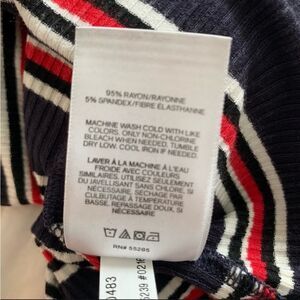 95% RAYON/RAYONNE
5% SPANDEX/FIBRE ÉLASTHANNE
MACHINE WASH COLD WITH LIKE
COLORS. ONLY NON-CHLORINE
BLEACH WHEN NEEDED. TUMBLE
DRY LOW. COOL IRON IF NEEDED.
LAVER À LA MACHINE À EAU
FROIDE AVEC COULEURS
SIMILAIRES, UTILISEZ SEULEMENT
DU JAVELLISANT SANS CHLORE, SI
NÉCESSAIRE. SÉCHAGE PAR
CULBUTAGE À TEMPÉRATURE
BASSE. REPASSAGE DOUX, SI
NÉCESSAIRE
RN# 55285
0483